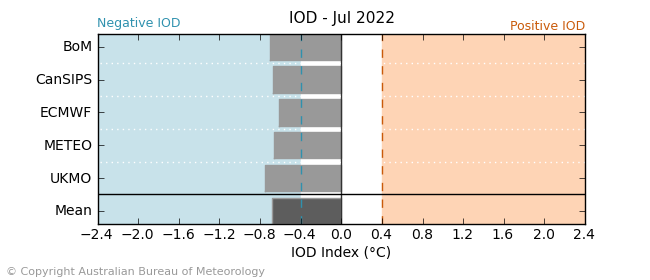 IOD - Jul 2022
Negative IOD
Positive IOD
BoM
CanSIPS
ECMWF
METEO
UKMO
Mean
−2.4 −2.0 −1.6 −1.2 −0.8 −0.4 0.0 0.4 0.8 1.2 1.6 2.0 2.4
IOD Index (°C)
© Copyright Australian Bureau of Meteorology